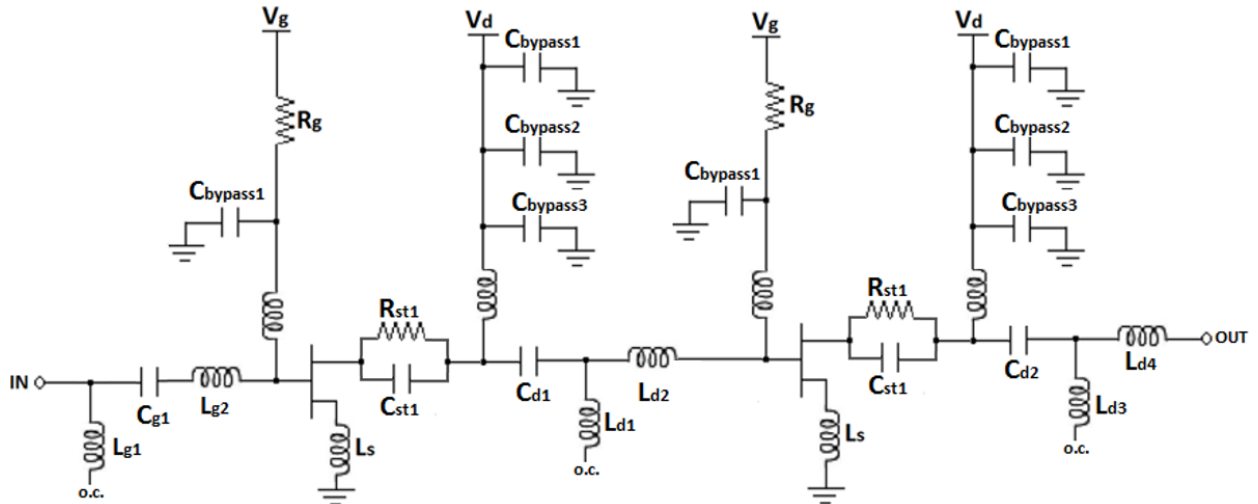 Vg
Vd
Vg
Vd
Cbypass1
Cbypass1
Rg
Rg
Cbypass2
Cbypass2
Cbypass1
Cbypass1
Cbypass3
Cbypass3
Rst1
Rst1
IN
Cg1
Lg2
Cst1
Cd1
Ld2
Cst1
Cd2
Ld4
OUT
Lg1
Ls
Ld1
Ls
Ld3
o.c.
o.c.
o.c.